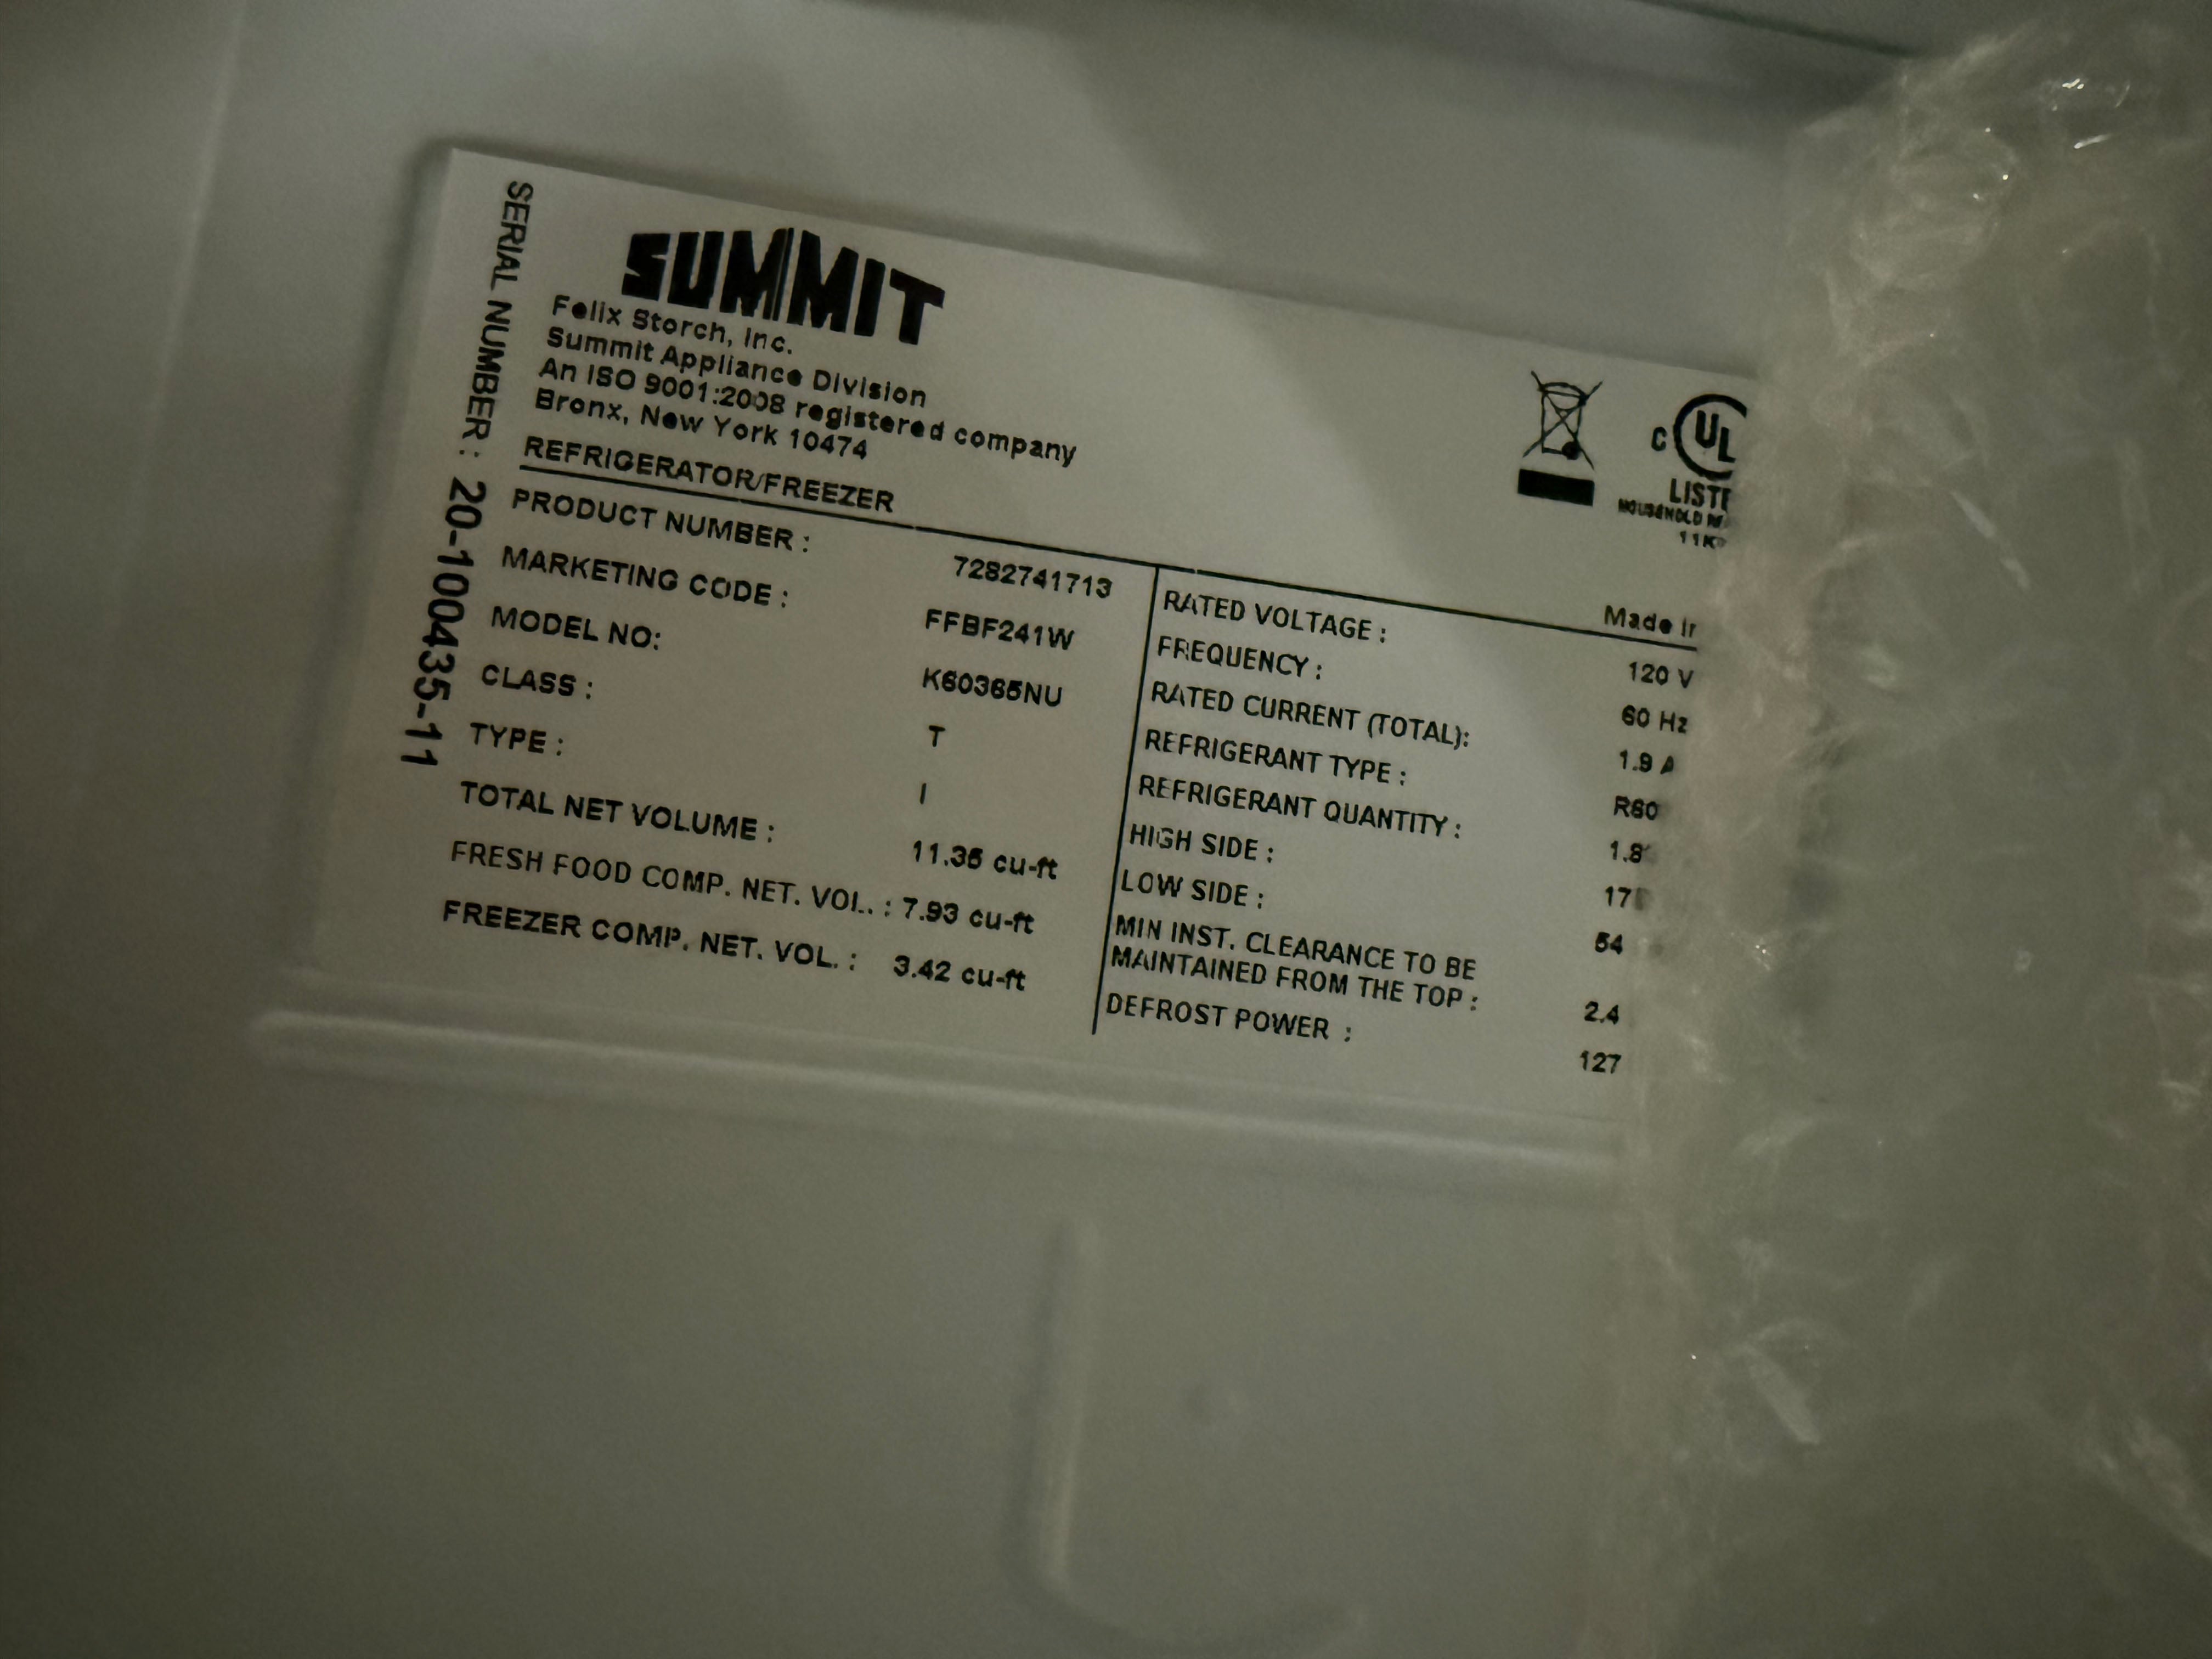 SERIAL NUMBER : 20-100435-11
SUMMIT
Felix Storch, Inc.
Summit Appliance Division
An ISO 9001:2008 registered company
Bronx, New York 10474
REFRIGERATOR/FREEZER
C UL
Made
PRODUCT NUMBER : 7282741713
MARKETING CODE : FFBF241W
MODEL NO: K60365NU
CLASS : T
TYPE : I
TOTAL NET VOLUME : 11.35 cu-ft
FRESH FOOD COMP. NET. VOL. : 7.93 cu-ft
FREEZER COMP. NET. VOL. : 3.42 cu-ft
RATED VOLTAGE : 120 V
FREQUENCY : 60 Hz
RATED CURRENT (TOTAL): 1.9 A
REFRIGERANT TYPE :
REFRIGERANT QUANTITY :
HIGH SIDE :
LOW SIDE : 54
MIN INST. CLEARANCE TO BE
MAINTAINED FROM THE TOP : 2.4
DEFROST POWER : 127